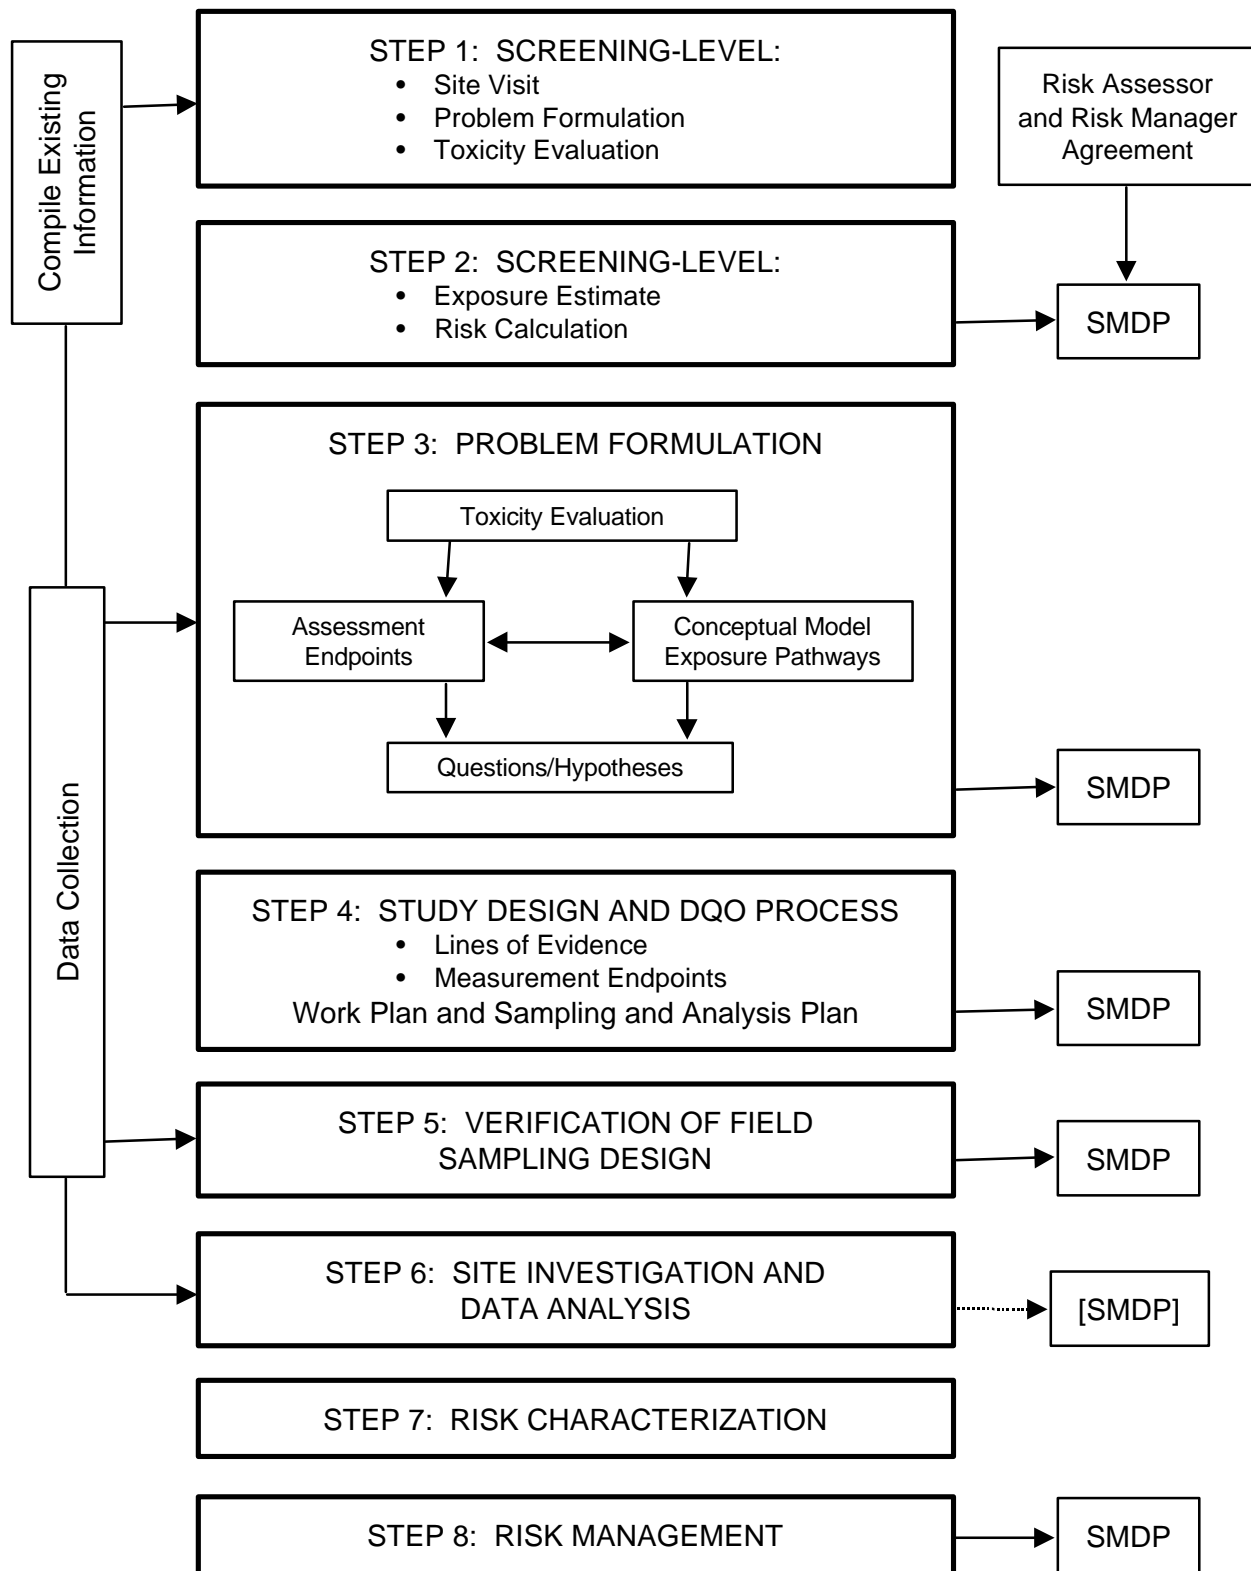 Compile Existing
Information
STEP 1: SCREENING-LEVEL:
• Site Visit
• Problem Formulation
• Toxicity Evaluation
Risk Assessor
and Risk Manager
Agreement
STEP 2: SCREENING-LEVEL:
• Exposure Estimate
• Risk Calculation
SMDP
Data Collection
STEP 3: PROBLEM FORMULATION
Toxicity Evaluation
Assessment
Endpoints
Conceptual Model
Exposure Pathways
Questions/Hypotheses
SMDP
STEP 4: STUDY DESIGN AND DQO PROCESS
• Lines of Evidence
• Measurement Endpoints
Work Plan and Sampling and Analysis Plan
SMDP
STEP 5: VERIFICATION OF FIELD
SAMPLING DESIGN
SMDP
STEP 6: SITE INVESTIGATION AND
DATA ANALYSIS
[SMDP]
STEP 7: RISK CHARACTERIZATION
STEP 8: RISK MANAGEMENT
SMDP